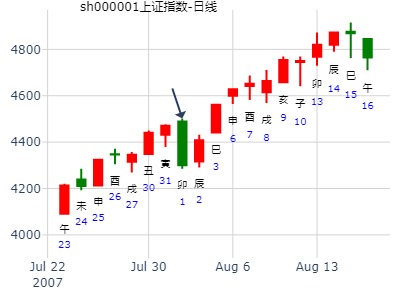 sh000001上证指数-日线
4800
4600
4400
4200
4000
午
23
未
24
申
25
酉
26
戌
27
丑
30
寅
31
卯
1
辰
2
巳
3
申
6
酉
7
戌
8
亥
9
子
10
卯
13
辰
14
巳
15
午
16
Jul 22
2007
Jul 30
Aug 6
Aug 13